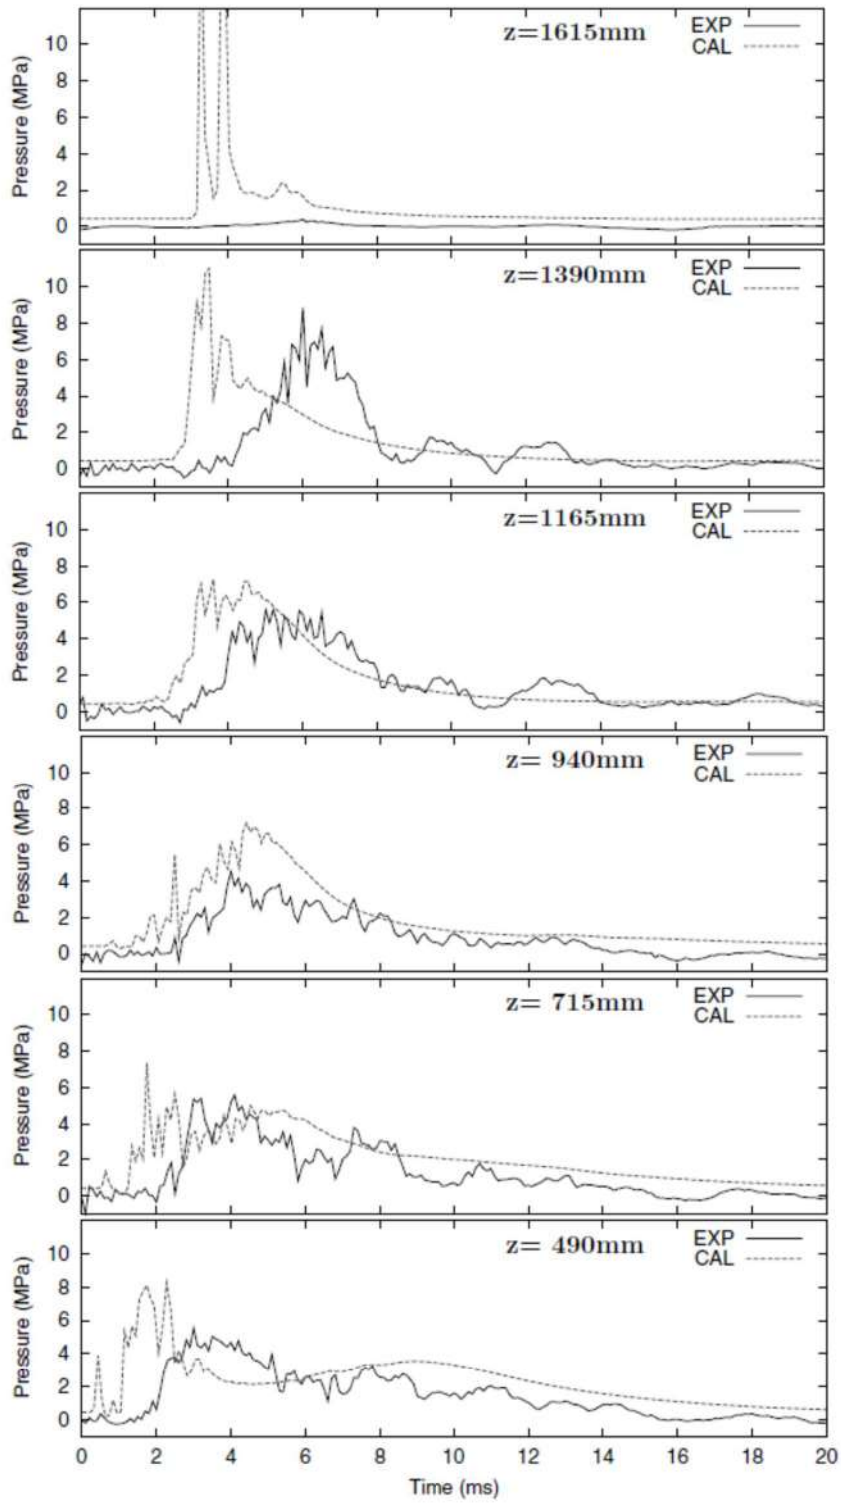 z=1615mm
EXP
CAL
10
8
6
4
2
0
Pressure (MPa)
z=1390mm
EXP
CAL
10
8
6
4
2
0
Pressure (MPa)
z=1165mm
EXP
CAL
10
8
6
4
2
0
Pressure (MPa)
z= 940mm
EXP
CAL
10
8
6
4
2
0
Pressure (MPa)
z= 715mm
EXP
CAL
10
8
6
4
2
0
Pressure (MPa)
z= 490mm
EXP
CAL
10
8
6
4
2
0
Pressure (MPa)
0 2 4 6 8 10 12 14 16 18 20
Time (ms)